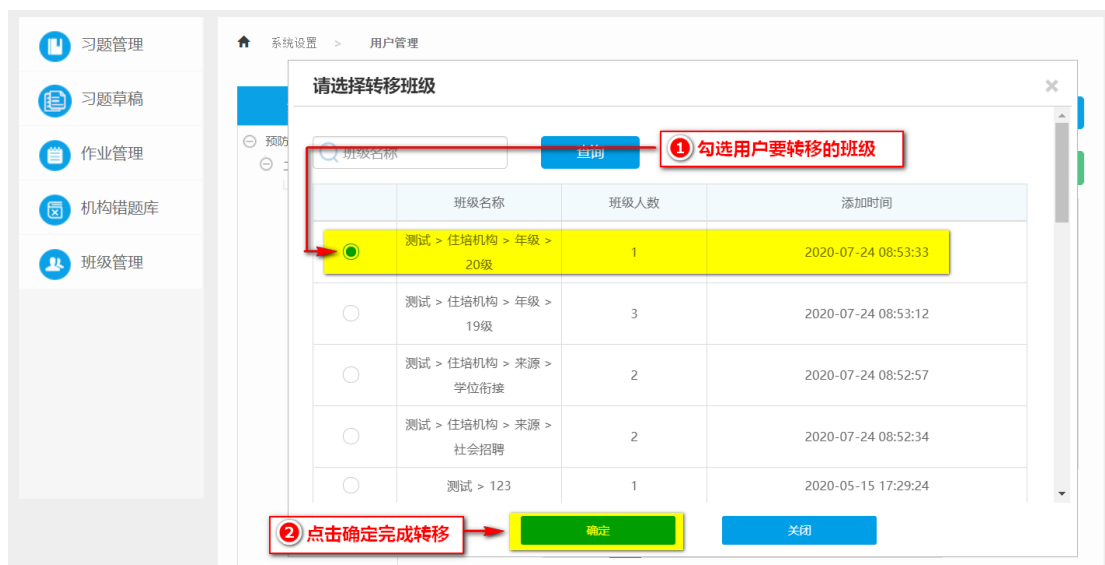 习题管理
习题草稿
作业管理
机构错题库
班级管理
系统设置 > 用户管理
请选择转移班级
×
预防
班级名称
查询
1 勾选用户要转移的班级
班级名称 班级人数 添加时间
测试 > 住培机构 > 年级 >
20级
1 2020-07-24 08:53:33
测试 > 住培机构 > 年级 >
19级
3 2020-07-24 08:53:12
测试 > 住培机构 > 来源 >
学位衔接
2 2020-07-24 08:52:57
测试 > 住培机构 > 来源 >
社会招聘
2 2020-07-24 08:52:34
测试 > 123 1 2020-05-15 17:29:24
2 点击确定完成转移
确定 关闭